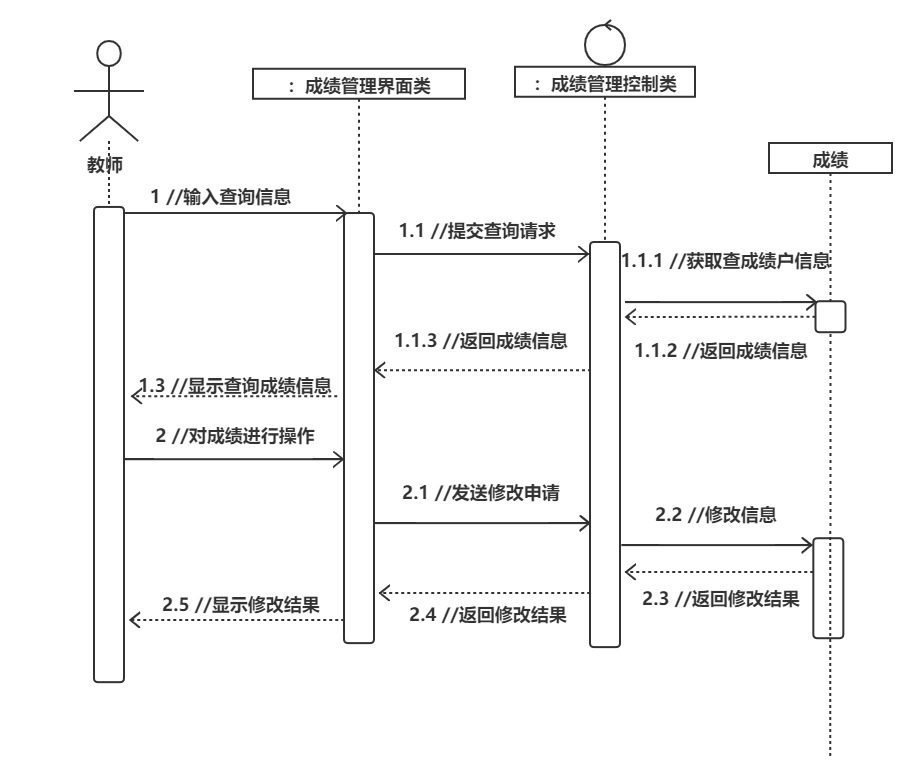 : 成绩管理界面类
: 成绩管理控制类
教师
成绩
1 //输入查询信息
1.1 //提交查询请求
1.1.1 //获取查成绩户信息
1.1.3 //返回成绩信息
1.1.2 //返回成绩信息
1.3 //显示查询成绩信息
2 //对成绩进行操作
2.1 //发送修改申请
2.2 //修改信息
2.5 //显示修改结果
2.4 //返回修改结果
2.3 //返回修改结果